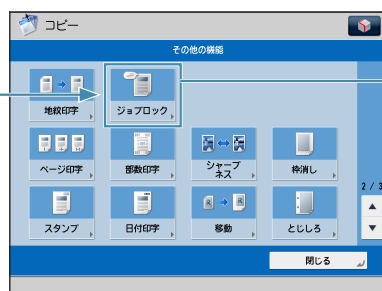 コピー
その他の機能
地紋印字
ジョブロック
ページ印字
部数印字
シャープ
ネス
枠消し
2 / 3
スタンプ
日付印字
移動
とじしろ
閉じる